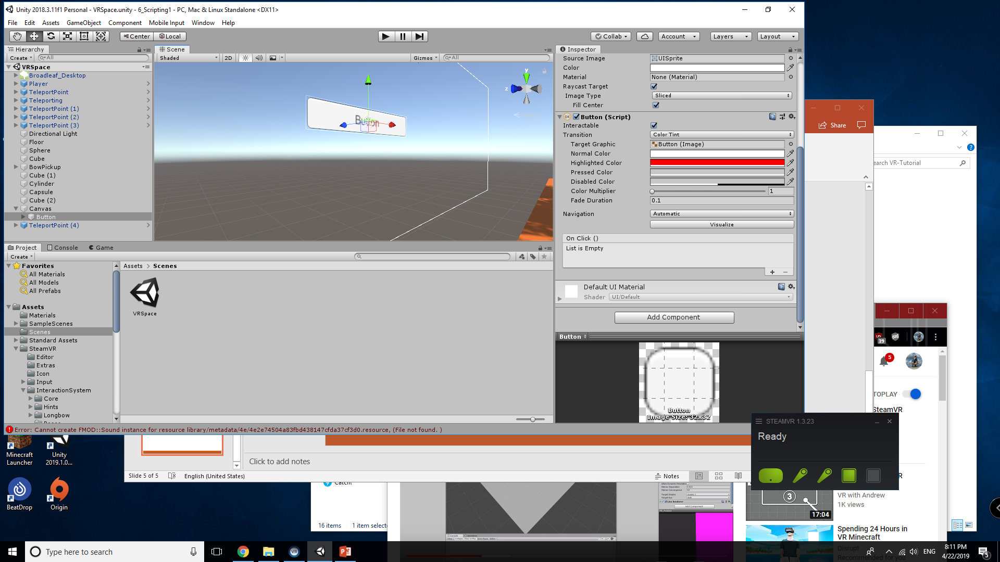 Unity 2018.3.11f1 Personal - VRSpace.unity - 6_Scripting1 - PC, Mac & Linux Standalone <DX11>
File Edit Assets GameObject Component Mobile Input Window Help
Center Local Collab Account Layers Layout
Hierarchy
Create All
VRSpace
Broadleaf_Desktop
Player
TeleportPoint
Teleporting
TeleportPoint (1)
TeleportPoint (2)
TeleportPoint (3)
Directional Light
Floor
Sphere
Cube
BowPickup
Cube (1)
Cylinder
Capsule
Cube (2)
Canvas
Button
TeleportPoint (4)
Scene
Shaded 2D Gizmos All
y
z
Button
Inspector
Source Image UISprite
Color
Material None (Material)
Raycast Target
Image Type Sliced
Fill Center
Button (Script)
Interactable
Transition Color Tint
Target Graphic Button (Image)
Normal Color
Highlighted Color
Pressed Color
Disabled Color
Color Multiplier 1
Fade Duration 0.1
Navigation Automatic
Visualize
On Click ()
List is Empty
Default UI Material
Shader UI/Default
Add Component
Button
Button
Image Size: 32x32
Project Console Game
Create
Favorites
All Materials
All Models
All Prefabs
Assets
Materials
SampleScenes
Scenes
Standard Assets
SteamVR
Editor
Extras
Icon
Input
InteractionSystem
Core
Hints
Longbow
Assets > Scenes
VRSpace
Error: Cannot create FMOD::Sound instance for resource library/metadata/4e/4e2e74504a83fbd438147cfda37cf3d0.resource, (File not found. )
Share
earch VR-Tutorial
39
5
TOPLAY
SteamVR
STEAMVR 1.3.23
Ready
R
VR with Andrew
1K views
3
17:04
Spending 24 Hours in
VR Minecraft
Disrupt
Recommended for you
Minecraft
Launcher
Unity
2019.1.0...
BeatDrop
Origin
Click to add notes
Slide 5 of 5 English (United States) Notes
Catch!
16 items 1 item select
Add Component
Type here to search
ENG
8:11 PM
4/22/2019
5